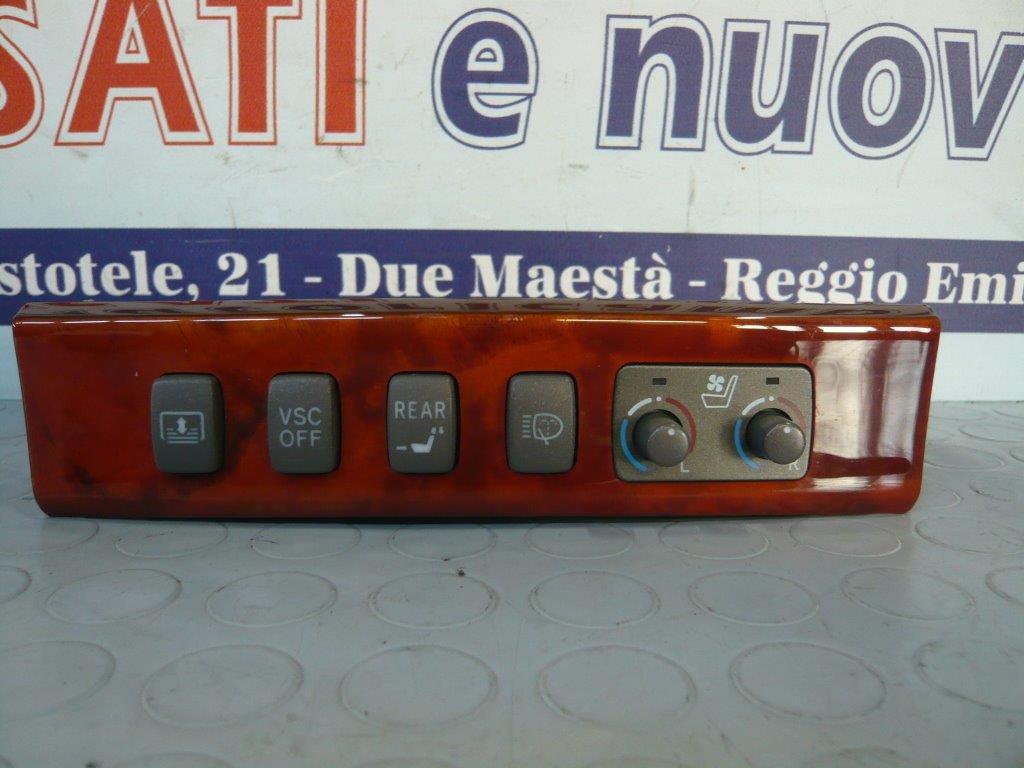 SATI e nuov
stotele, 21 - Due Maestà - Reggio Emi
VSC
OFF
REAR
L R